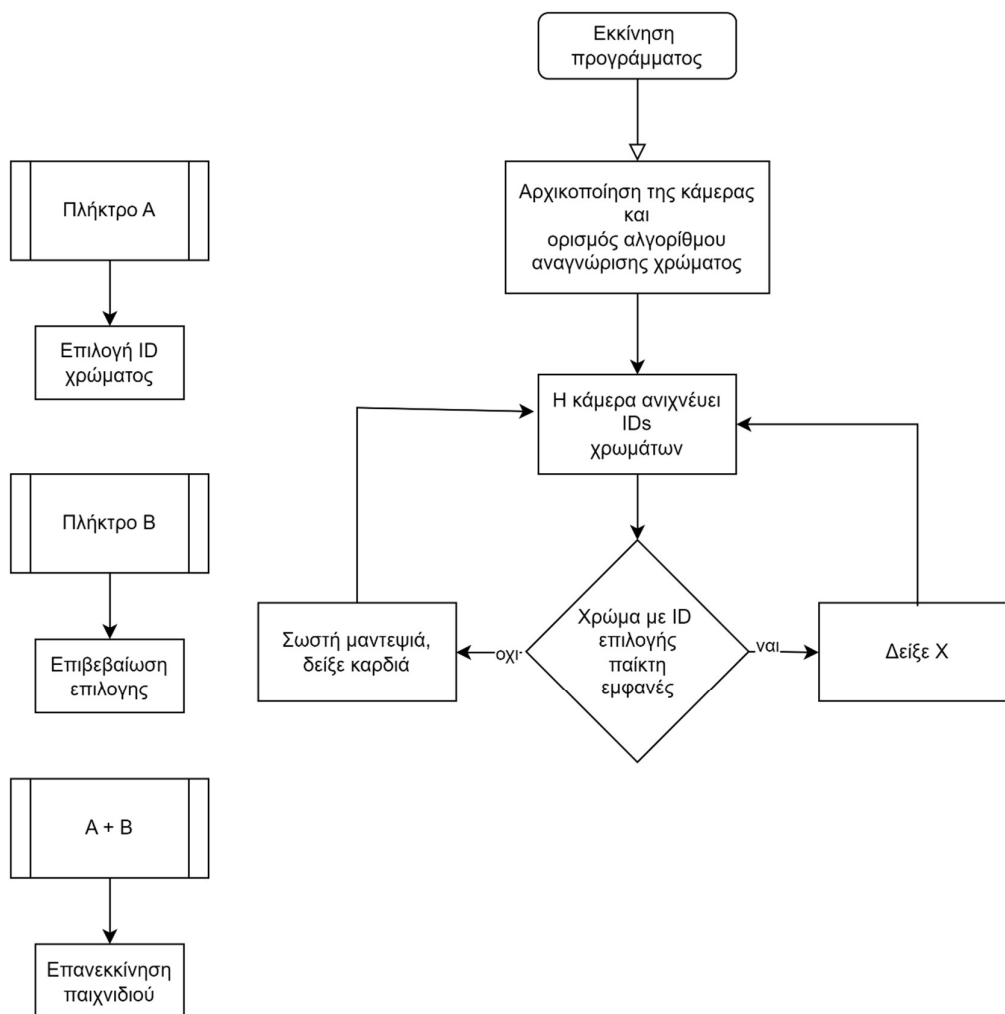 Εκκίνηση
προγράμματος
Πλήκτρο Α
Αρχικοποίηση της κάμερας
και
ορισμός αλγορίθμου
αναγνώρισης χρώματος
Επιλογή ID
χρώματος
Η κάμερα ανιχνεύει
IDs
χρωμάτων
Πλήκτρο Β
Επιβεβαίωση
επιλογης
Σωστή μαντεψιά,
δείξε καρδιά
οχι
Χρώμα με ID
επιλογής
παίκτη
εμφανές
ναι
Δείξε Χ
Α + Β
Επανεκκίνηση
παιχνιδιού